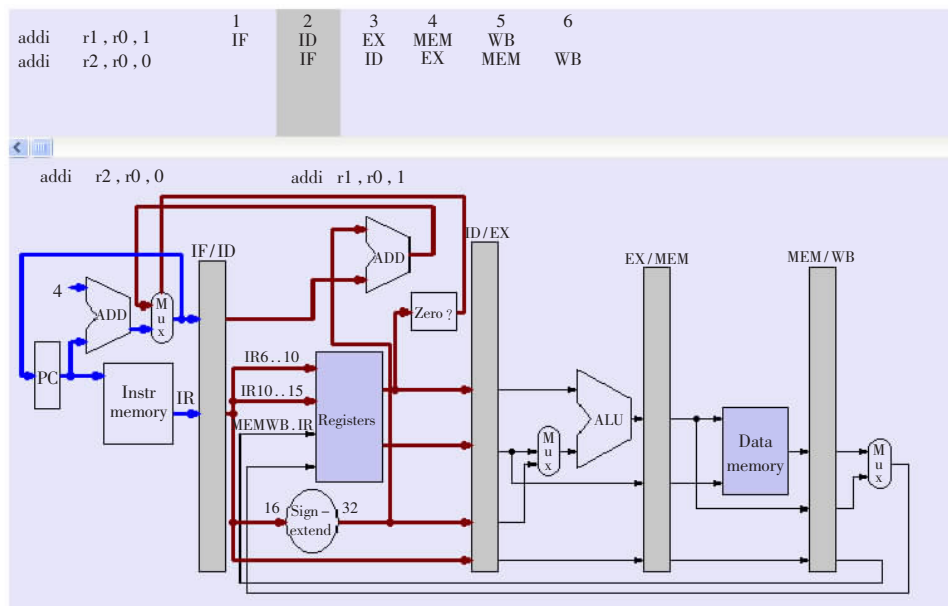 1 2 3 4 5 6
addi r1 , r0 , 1 IF ID EX MEM WB
addi r2 , r0 , 0 IF ID EX MEM WB
addi r2 , r0 , 0 addi r1 , r0 , 1
ID/EX
IF/ID
EX/MEM
MEM/WB
ADD
4
ADD
M
u
x
Zero ?
PC
Instr
memory
IR
IR6..10
IR10..15
MEMWB.IR
Registers
16
Sign-
extend
32
M
u
x
ALU
Data
memory
M
u
x